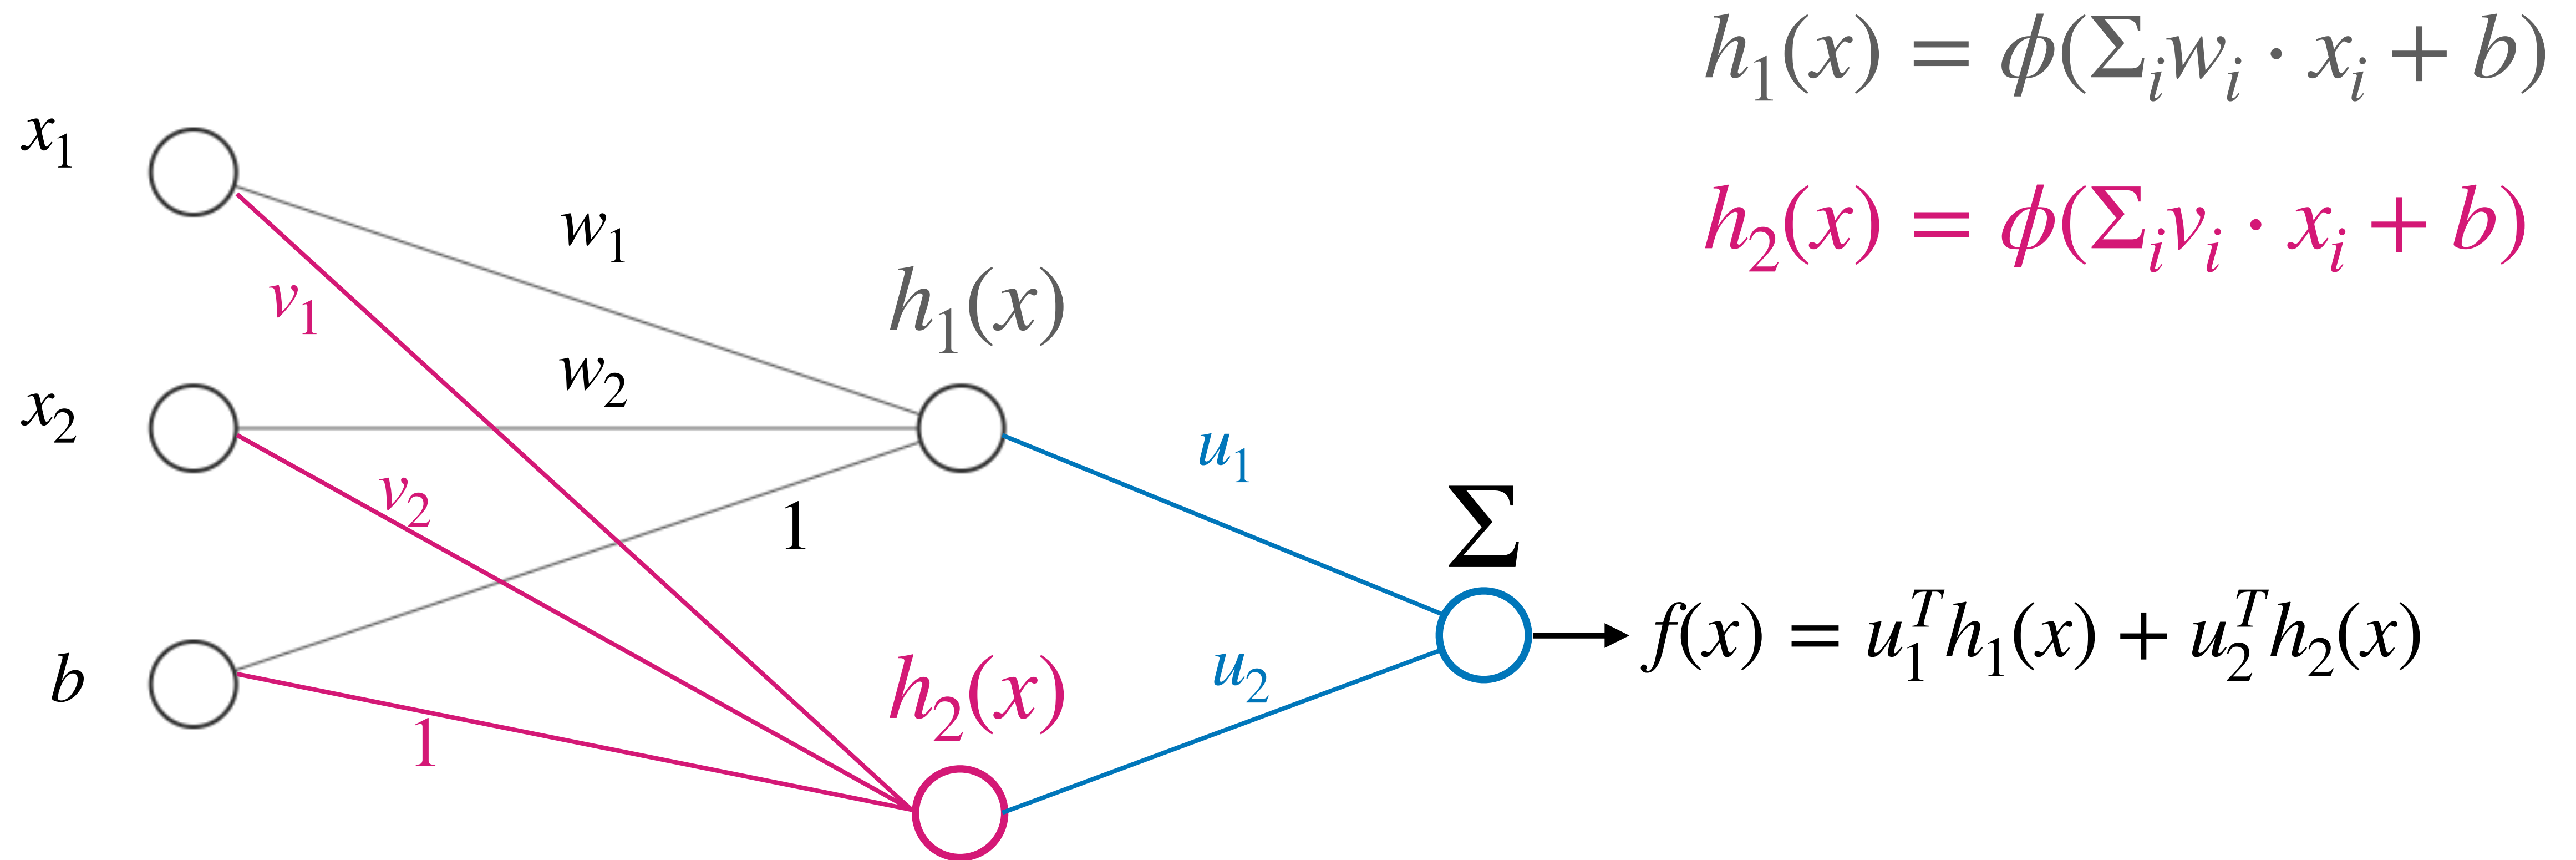 h₁(x) = ϕ(Σᵢwᵢ · xᵢ + b)
h₂(x) = ϕ(Σᵢvᵢ · xᵢ + b)
x₁
w₁
v₁
h₁(x)
w₂
x₂
u₁
v₂
1
Σ
f(x) = u₁ᵀh₁(x) + u₂ᵀh₂(x)
b
h₂(x)
u₂
1